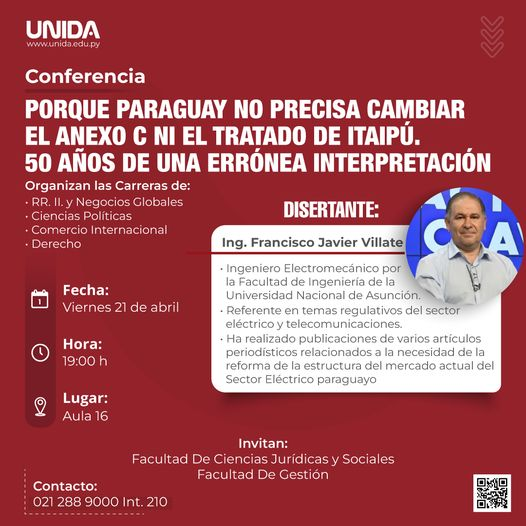 UNIDA
www.unida.edu.py
Conferencia
PORQUE PARAGUAY NO PRECISA CAMBIAR
EL ANEXO C NI EL TRATADO DE ITAIPÚ.
50 AÑOS DE UNA ERRÓNEA INTERPRETACIÓN
Organizan las Carreras de:
• RR. II. y Negocios Globales
• Ciencias Políticas
• Comercio Internacional
• Derecho
DISERTANTE:
Ing. Francisco Javier Villate
• Ingeniero Electromecánico por
la Facultad de Ingeniería de la
Universidad Nacional de Asunción.
• Referente en temas regulativos del sector
eléctrico y telecomunicaciones.
• Ha realizado publicaciones de varios artículos
periodísticos relacionados a la necesidad de la
reforma de la estructura del mercado actual del
Sector Eléctrico paraguayo
1
Fecha:
Viernes 21 de abril
Hora:
19:00 h
Lugar:
Aula 16
Invitan:
Facultad De Ciencias Jurídicas y Sociales
Facultad De Gestión
Contacto:
021 288 9000 Int. 210